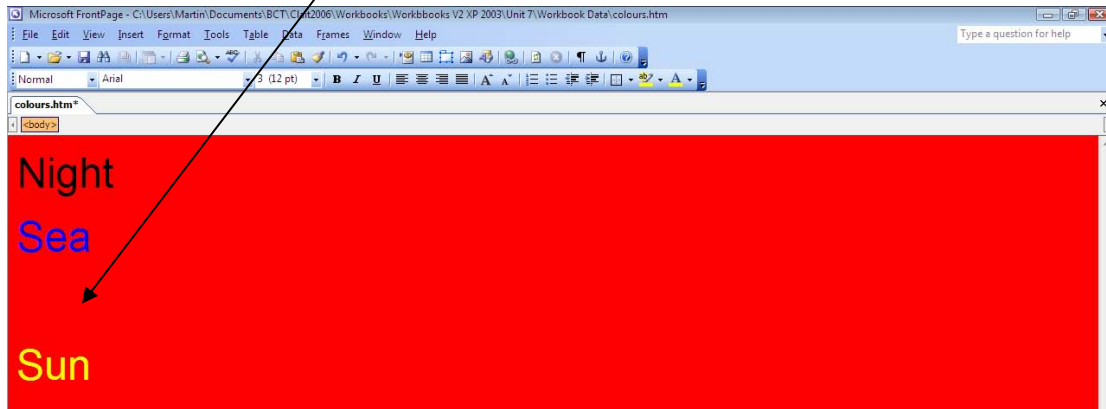 Microsoft FrontPage - C:\Users\Martin\Documents\BCT\Clait2006\Workbooks\Workbbooks V2 XP 2003\Unit 7\Workbook Data\colours.htm
File Edit View Insert Format Tools Table Data Frames Window Help Type a question for help
Normal Arial 3 (12 pt) B I U A A A
colours.htm*
<body>
Night
Sea
Sun